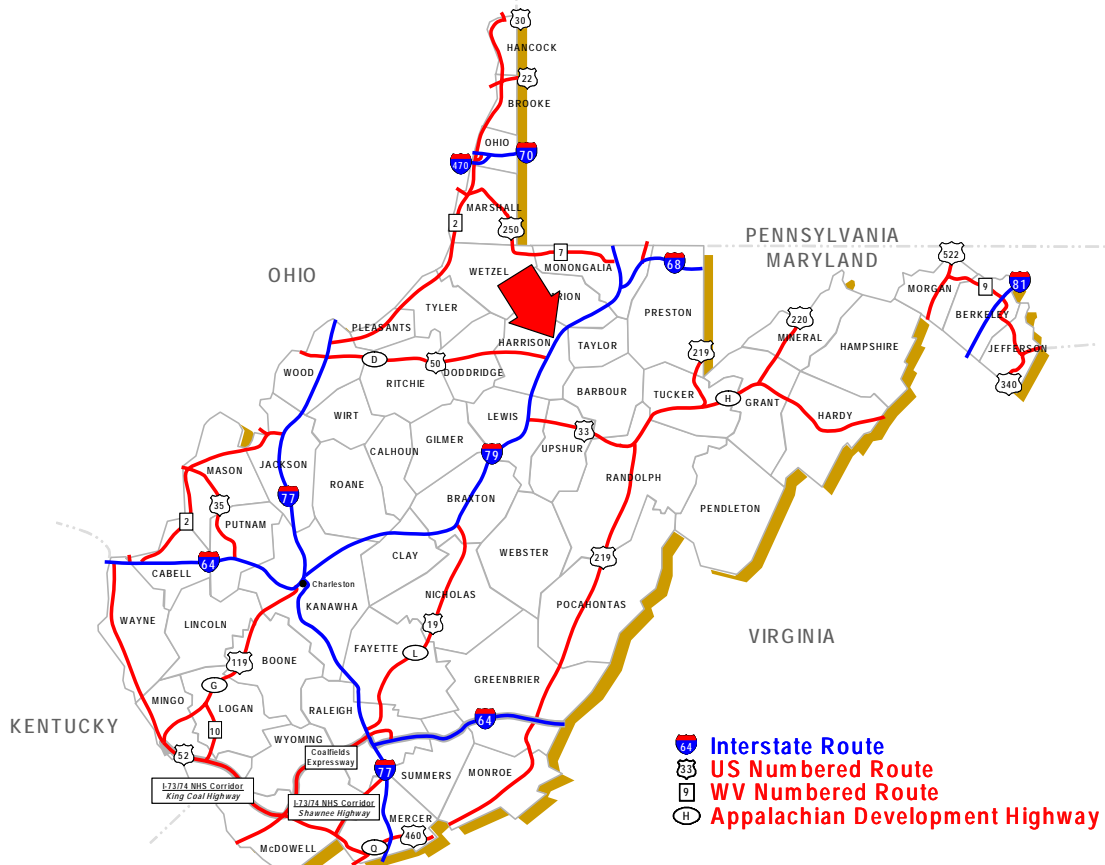 30
HANCOCK
22
BROOKE
OHIO
70
470
MARSHALL
2
250
PENNSYLVANIA
MARYLAND
OHIO
7
MONONGALIA
WETZEL
68
522
MORGAN
9
81
BERKELEY
TYLER
PRESTON
220
MINERAL
HAMPSHIRE
JEFFERSON
PLEASANTS
HARRISON
TAYLOR
219
340
WOOD
D
50
DODDRIDGE
RITCHIE
BARBOUR
TUCKER
H
GRANT
HARDY
WIRT
LEWIS
33
GILMER
UPSHUR
CALHOUN
79
MASON
JACKSON
ROANE
RANDOLPH
77
BRAXTON
35
PENDLETON
2
PUTNAM
64
CABELL
CLAY
WEBSTER
219
Charleston
KANAWHA
NICHOLAS
POCAHONTAS
WAYNE
LINCOLN
19
VIRGINIA
119
BOONE
FAYETTE
L
GREENBRIER
G
MINGO
LOGAN
RALEIGH
64
KENTUCKY
10
WYOMING
52
Coalfields
Expressway
77
SUMMERS
MONROE
I-73/74 NHS Corridor
King Coal Highway
I-73/74 NHS Corridor
Shawnee Highway
MERCER
460
McDOWELL
Q
64 Interstate Route
33 US Numbered Route
9 WV Numbered Route
H Appalachian Development Highway